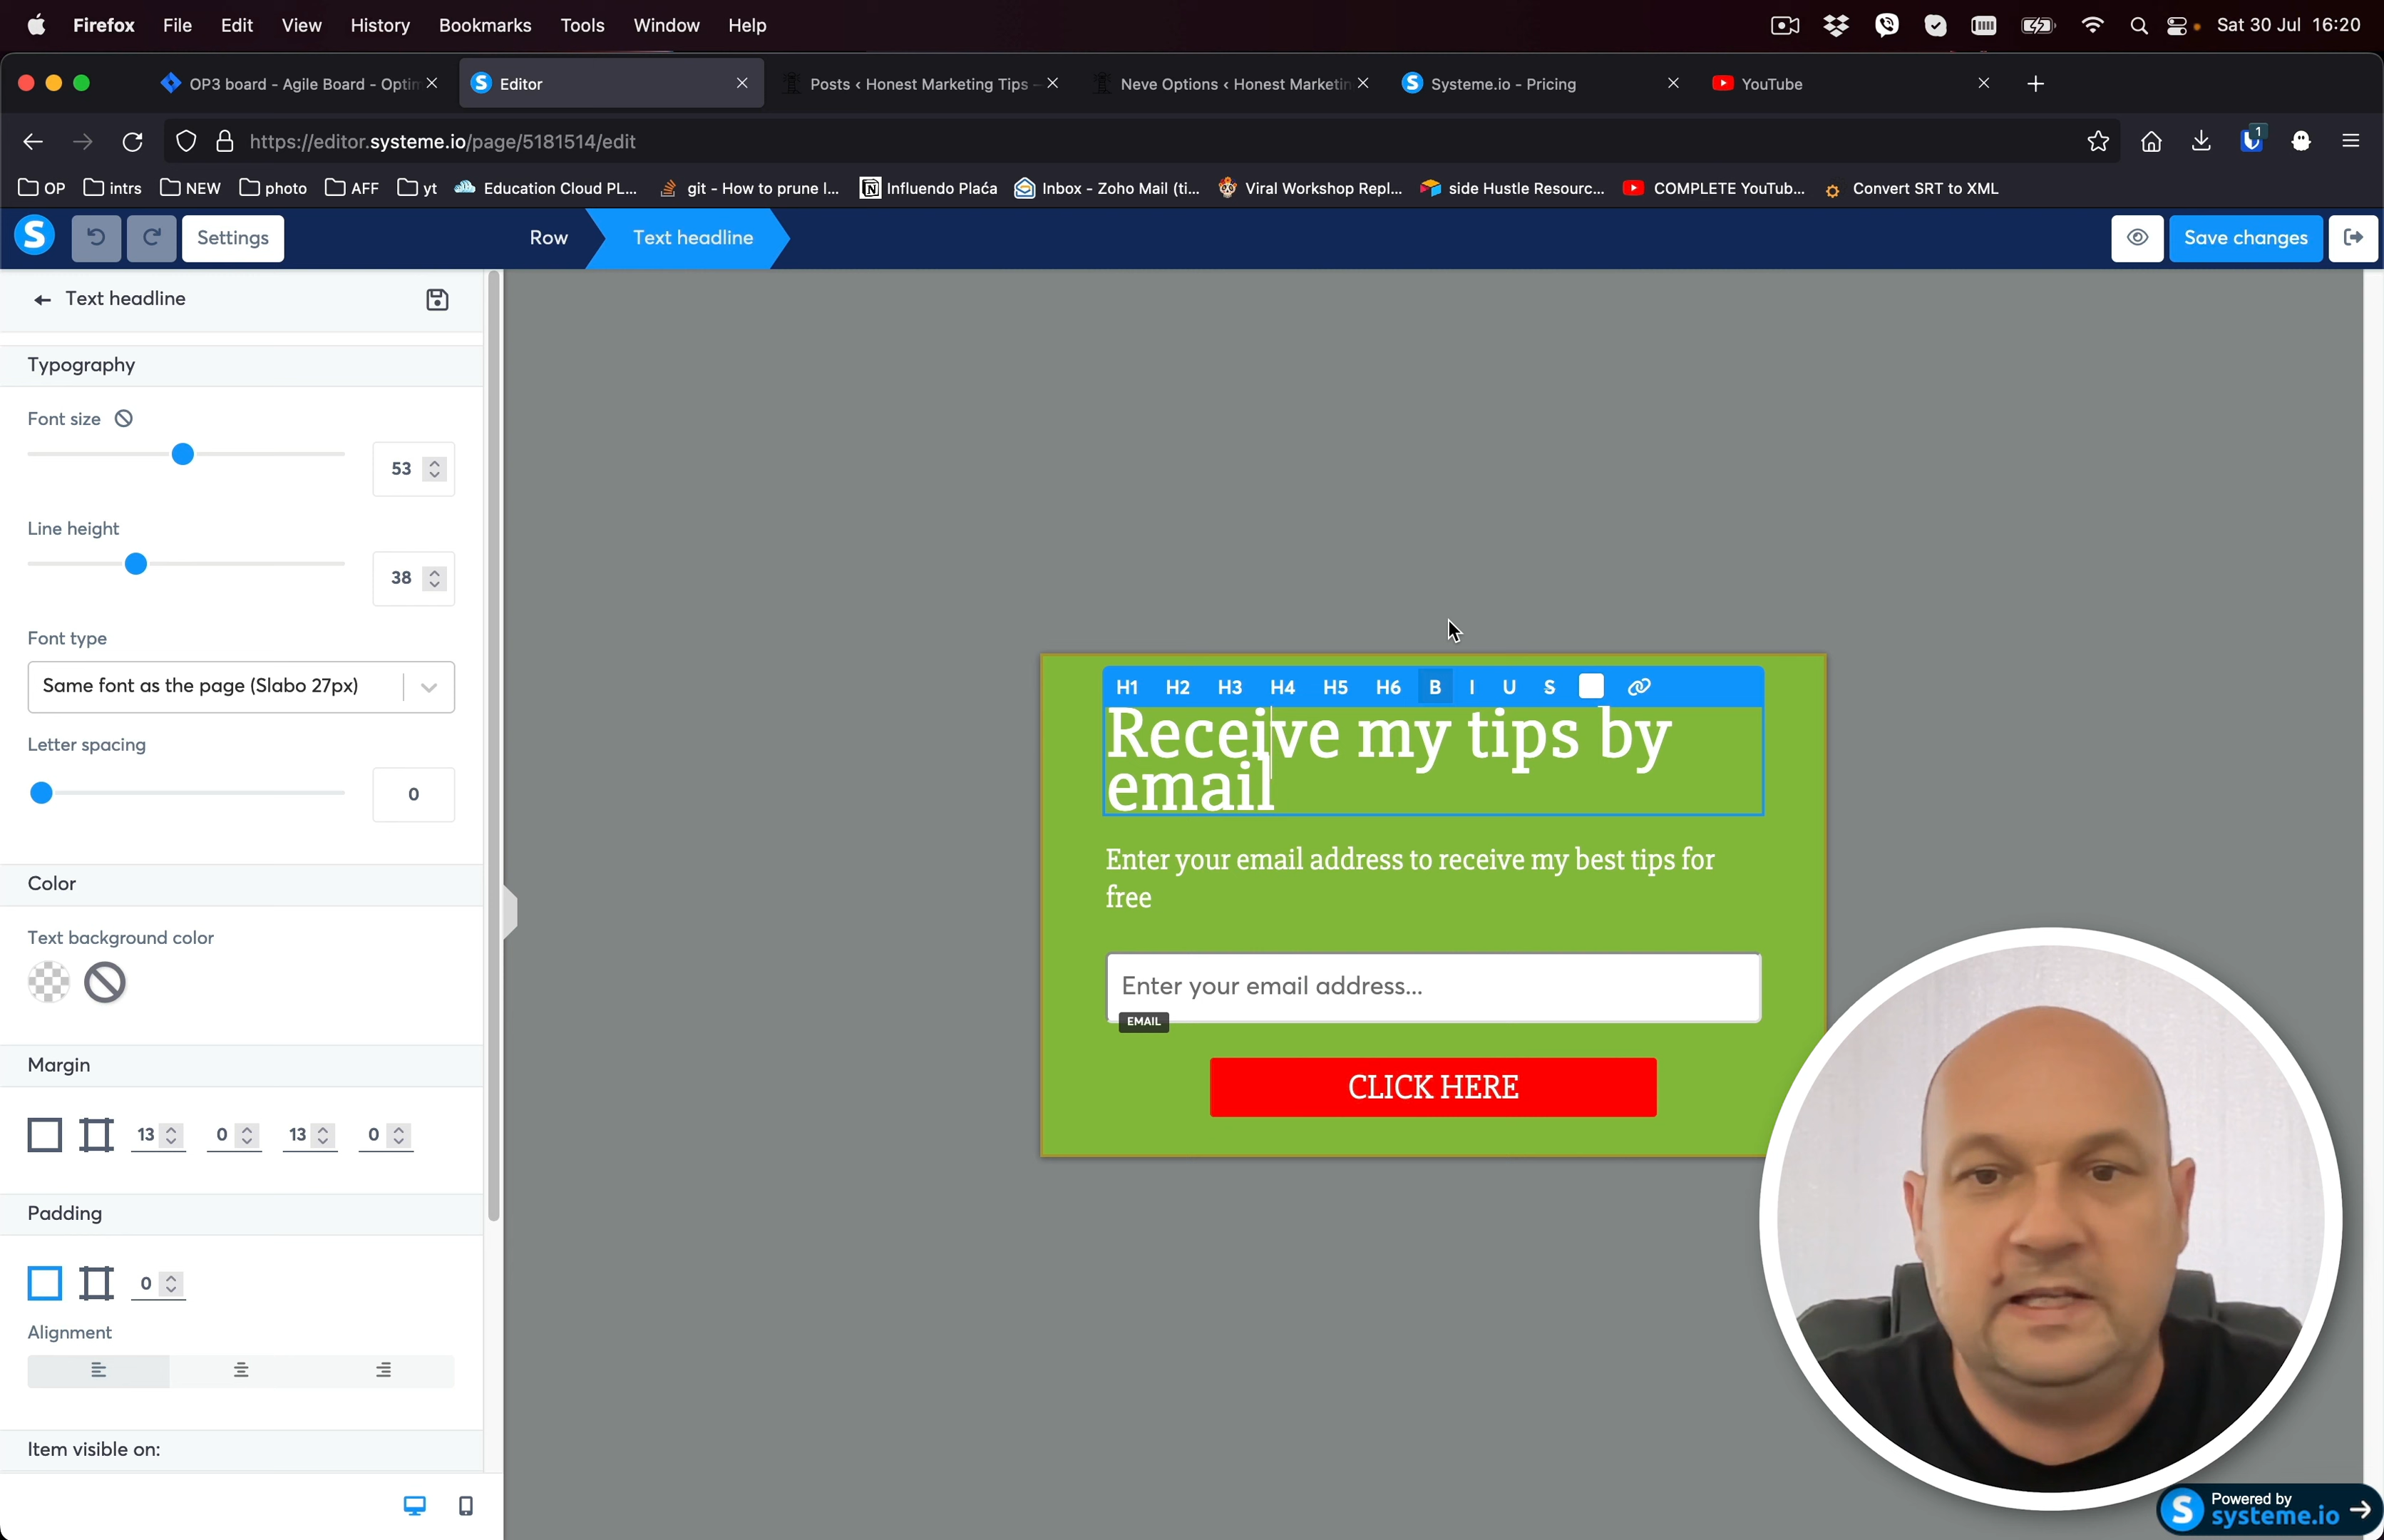 Firefox File Edit View History Bookmarks Tools Window Help Sat 30 Jul 16:20
OP3 board - Agile Board - Optim Editor Posts ‹ Honest Marketing Tips - Neve Options ‹ Honest Marketin Systeme.io - Pricing YouTube
https://editor.systeme.io/page/5181514/edit 1
OP intrs NEW photo AFF yt Education Cloud PL... git - How to prune l... Influendo Plaća Inbox - Zoho Mail (ti... Viral Workshop Repl... side Hustle Resourc... COMPLETE YouTub... Convert SRT to XML
S Settings Row Text headline Save changes
Text headline
Typography
Font size
53
Line height
38
Font type
Same font as the page (Slabo 27px)
Letter spacing
0
Color
Text background color
Margin
13 0 13 0
Padding
0
Alignment
Item visible on:
H1 H2 H3 H4 H5 H6 B I U S
Receive my tips by
email
Enter your email address to receive my best tips for
free
Enter your email address...
EMAIL
CLICK HERE
S Powered by
systeme.io